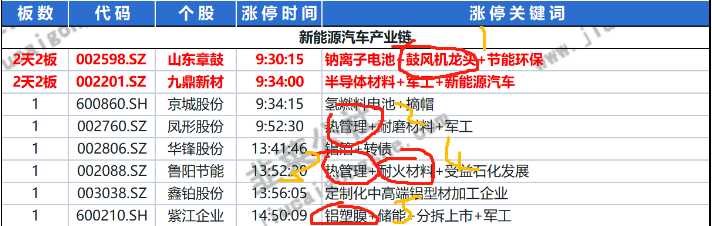 板数 代码 个股 涨停时间 涨停关键词
新能源汽车产业链
2天2板 002598.SZ 山东章鼓 9:30:15 钠离子电池+鼓风机龙头+节能环保
2天2板 002201.SZ 九鼎新材 9:34:00 半导体材料+军工+新能源汽车
1 600860.SH 京城股份 9:34:15 氢燃料电池+摘帽
1 002760.SZ 凤形股份 9:52:30 热管理+耐磨材料+军工
1 002806.SZ 华锋股份 13:41:46 铝箔+转债
1 002088.SZ 鲁阳节能 13:52:20 热管理+耐火材料+受益石化发展
1 003038.SZ 鑫铂股份 13:56:05 定制化中高端铝型材加工企业
1 600210.SH 紫江企业 14:50:09 铝塑膜+储能+分拆上市+军工